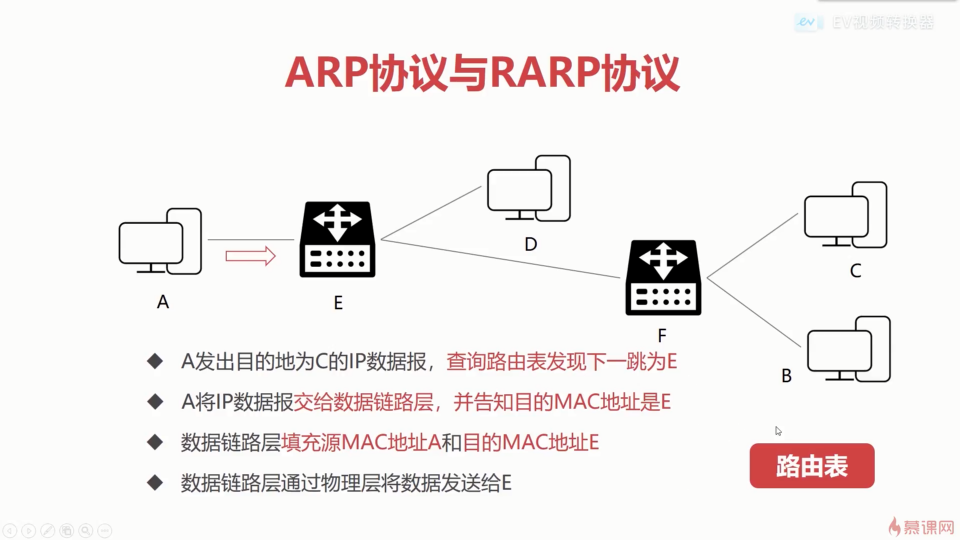 EV视频转换器
ARP协议与RARP协议
A
E
D
F
C
B
A发出目的地为C的IP数据报，查询路由表发现下一跳为E
A将IP数据报交给数据链路层，并告知目的MAC地址是E
数据链路层填充源MAC地址A和目的MAC地址E
数据链路层通过物理层将数据发送给E
路由表
慕课网